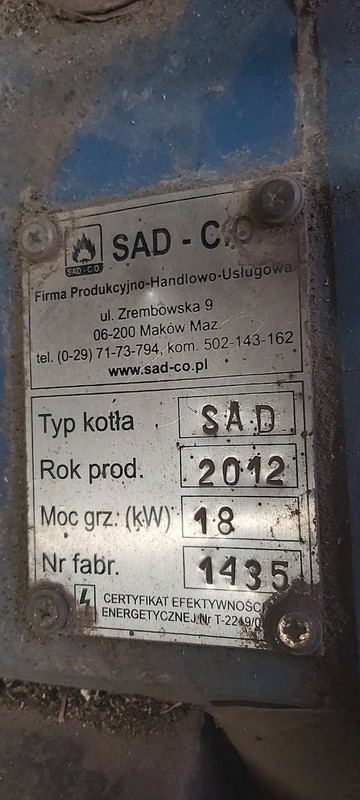 SAD - C.O.
SAD - C.O.
Firma Produkcyjno-Handlowo-Usługowa
ul. Zrembowska 9
06-200 Maków Maz.
tel. (0-29) 71-73-794, kom. 502-143-162
www.sad-co.pl
Typ kotła SAD
Rok prod. 2012
Moc grz. (kW) 18
Nr fabr. 1435
CERTYFIKAT EFEKTYWNOŚCI
ENERGETYCZNEJ Nr